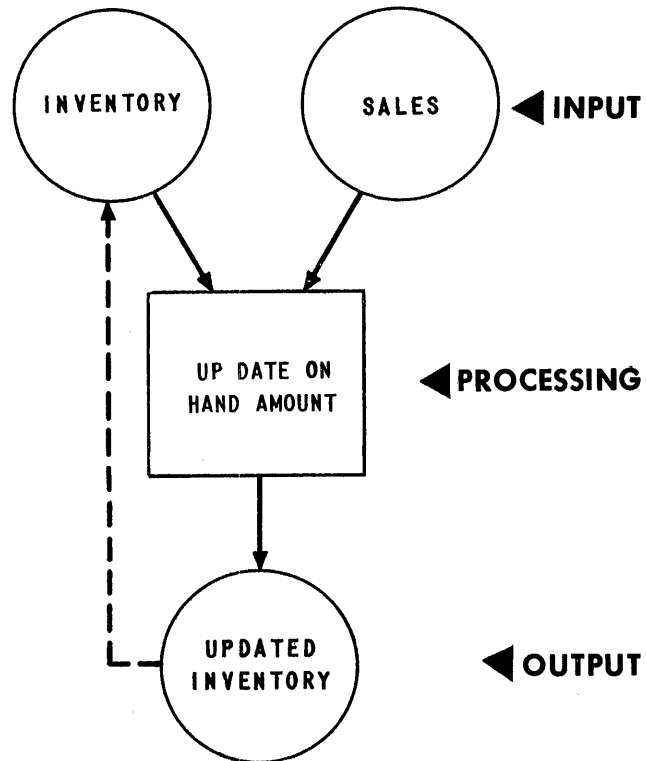 INVENTORY
SALES
INPUT
UP DATE ON
HAND AMOUNT
PROCESSING
UPDATED
INVENTORY
OUTPUT